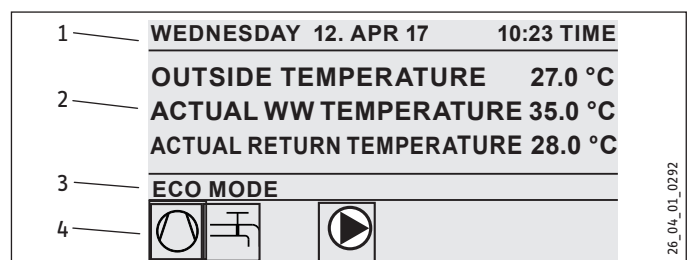 1 WEDNESDAY 12. APR 17 10:23 TIME
OUTSIDE TEMPERATURE 27.0 °C
2 ACTUAL WW TEMPERATURE 35.0 °C
ACTUAL RETURN TEMPERATURE 28.0 °C
3 ECO MODE
4
26_04_01_0292